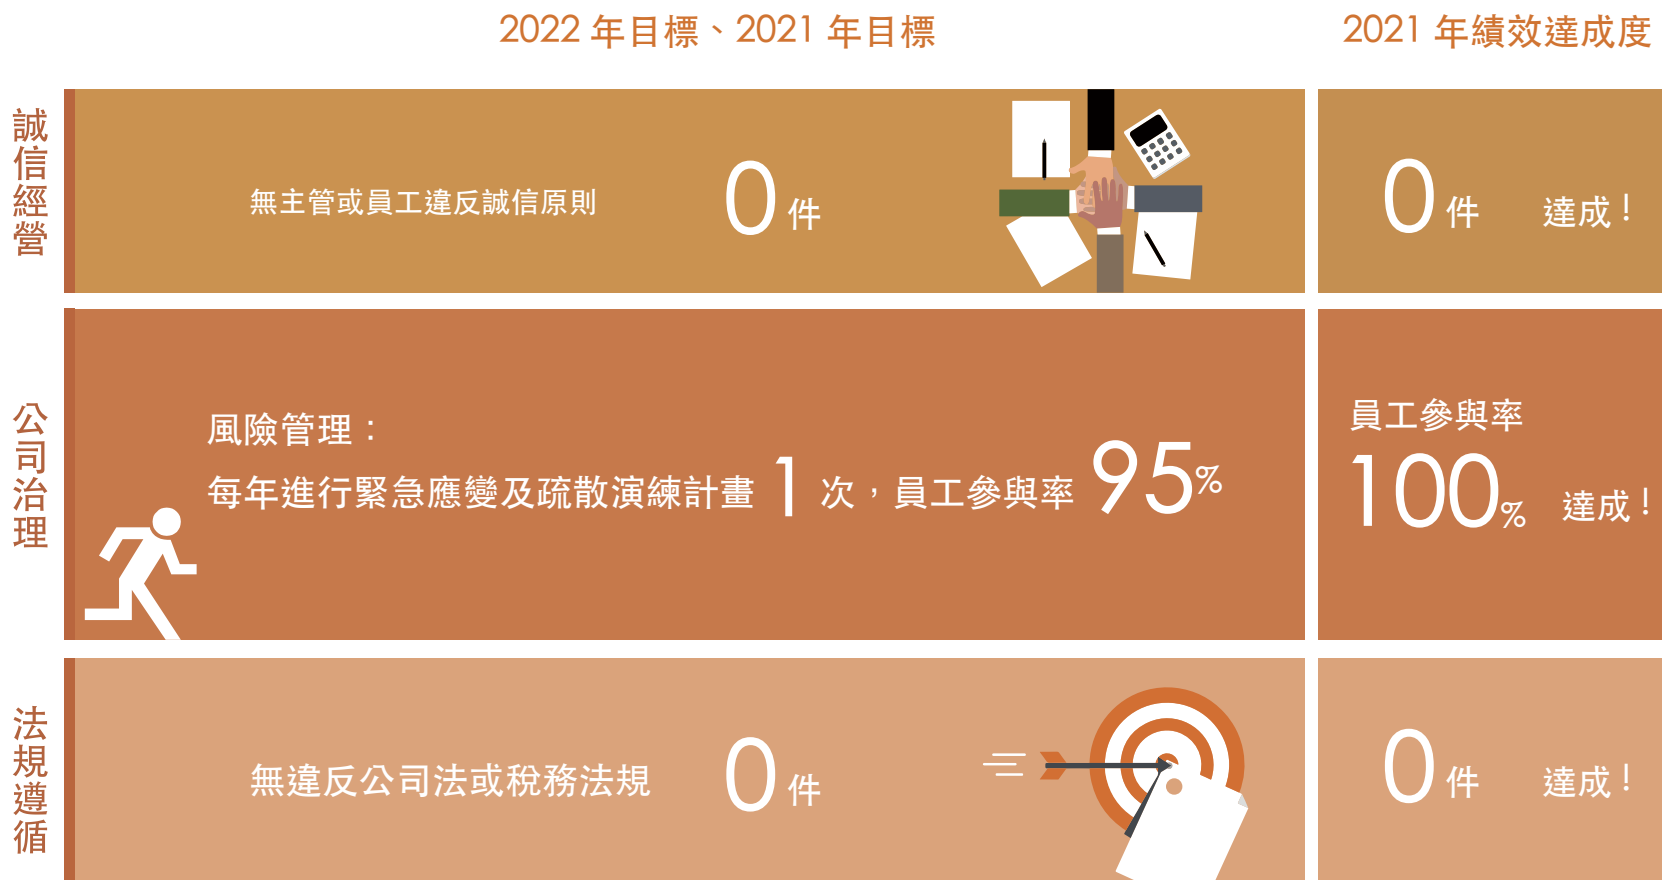 2022 年目標、2021 年目標
2021 年績效達成度
誠信經營
無主管或員工違反誠信原則 0 件
0 件 達成！
公司治理
風險管理：
每年進行緊急應變及疏散演練計畫 1 次，員工參與率 95%
員工參與率
100% 達成！
法規遵循
無違反公司法或稅務法規 0 件
0 件 達成！